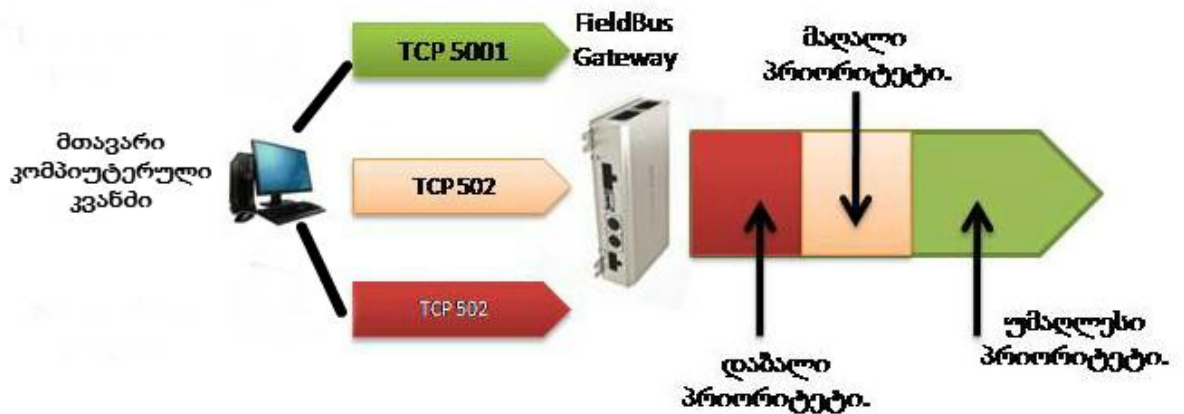 მთავარი
კომპიუტერული
კვანძი
TCP 5001
TCP 502
TCP 502
FieldBus
Gateway
მაღალი
პრიორიტეტი.
დაბალი
პრიორიტეტი.
უმაღლესი
პრიორიტეტი.